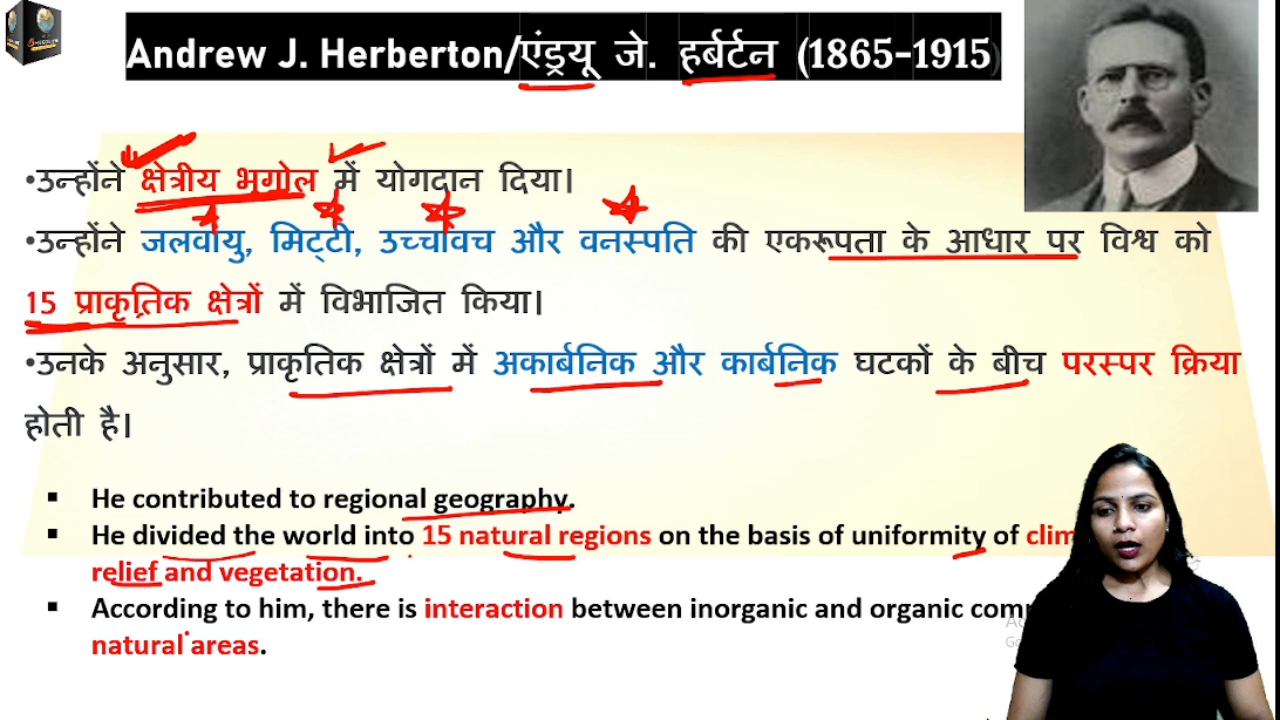 Andrew J. Herberton/एंड्रयू जे. हर्बर्टन (1865-1915)
•उन्होंने क्षेत्रीय भूगोल में योगदान दिया।
•उन्होंने जलवायु, मिट्टी, उच्चावच और वनस्पति की एकरूपता के आधार पर विश्व को
15 प्राकृतिक क्षेत्रों में विभाजित किया।
•उनके अनुसार, प्राकृतिक क्षेत्रों में अकार्बनिक और कार्बनिक घटकों के बीच परस्पर क्रिया
होती है।
▪ He contributed to regional geography.
▪ He divided the world into 15 natural regions on the basis of uniformity of
relief and vegetation.
▪ According to him, there is interaction between inorganic and organic
natural areas.